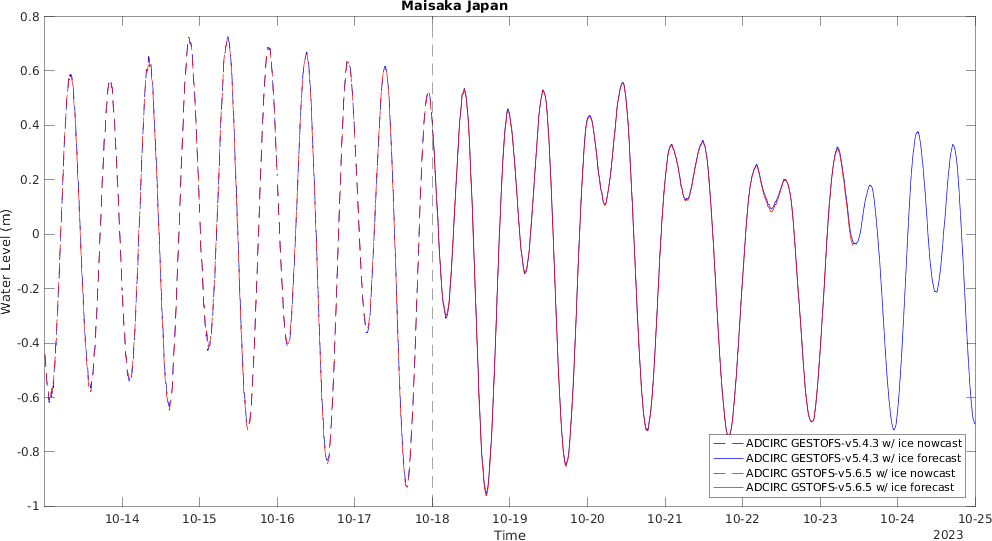 Maisaka Japan
0.8
0.6
0.4
0.2
0
-0.2
-0.4
-0.6
-0.8
-1
Water Level (m)
ADCIRC GESTOFS-v5.4.3 w/ ice nowcast
ADCIRC GESTOFS-v5.4.3 w/ ice forecast
ADCIRC GSTOFS-v5.6.5 w/ ice nowcast
ADCIRC GSTOFS-v5.6.5 w/ ice forecast
10-14 10-15 10-16 10-17 10-18 10-19 10-20 10-21 10-22 10-23 10-24 10-25
Time
2023